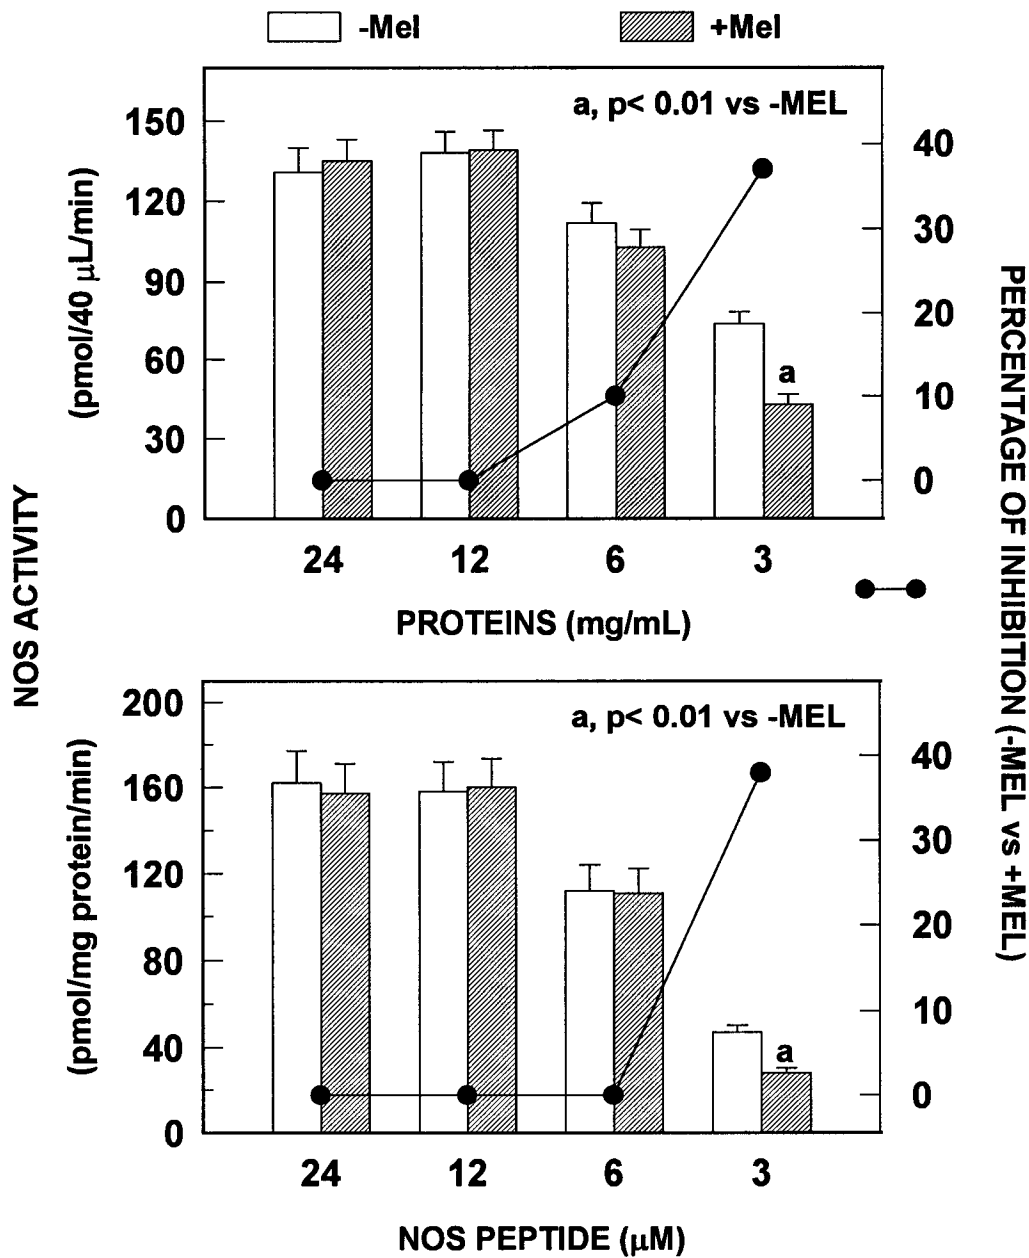 -Mel
+Mel
a, p< 0.01 vs -MEL
150
120
90
60
30
0
40
30
20
10
0
a
24
12
6
3
PROTEINS (mg/mL)
(pmol/40 μL/min)
NOS ACTIVITY
PERCENTAGE OF INHIBITION (-MEL vs +MEL)
a, p< 0.01 vs -MEL
200
160
120
80
40
0
40
30
20
10
0
a
24
12
6
3
NOS PEPTIDE (μM)
(pmol/mg protein/min)